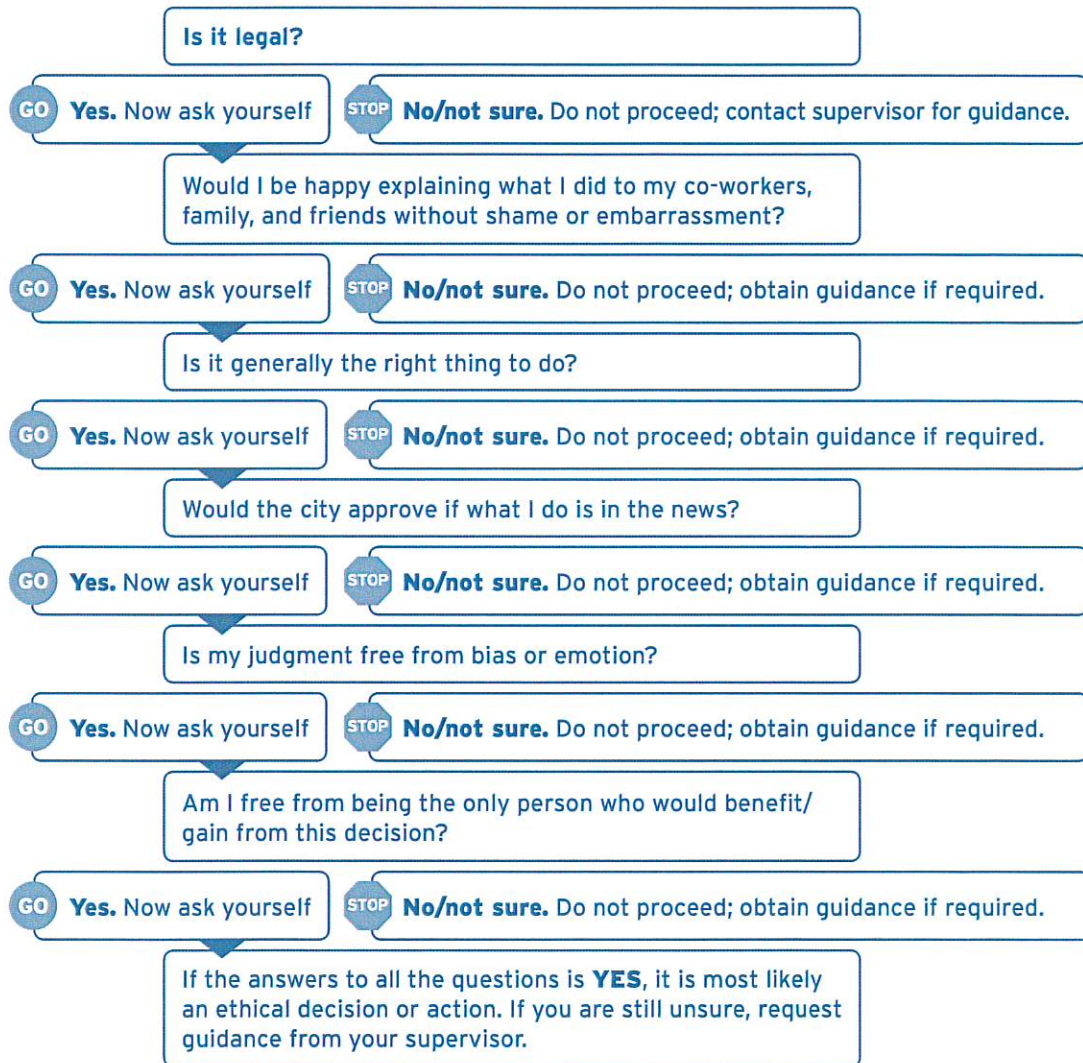 Is it legal?
GO Yes. Now ask yourself
STOP No/not sure. Do not proceed; contact supervisor for guidance.
Would I be happy explaining what I did to my co-workers,
family, and friends without shame or embarrassment?
GO Yes. Now ask yourself
STOP No/not sure. Do not proceed; obtain guidance if required.
Is it generally the right thing to do?
GO Yes. Now ask yourself
STOP No/not sure. Do not proceed; obtain guidance if required.
Would the city approve if what I do is in the news?
GO Yes. Now ask yourself
STOP No/not sure. Do not proceed; obtain guidance if required.
Is my judgment free from bias or emotion?
GO Yes. Now ask yourself
STOP No/not sure. Do not proceed; obtain guidance if required.
Am I free from being the only person who would benefit/
gain from this decision?
GO Yes. Now ask yourself
STOP No/not sure. Do not proceed; obtain guidance if required.
If the answers to all the questions is YES, it is most likely
an ethical decision or action. If you are still unsure, request
guidance from your supervisor.